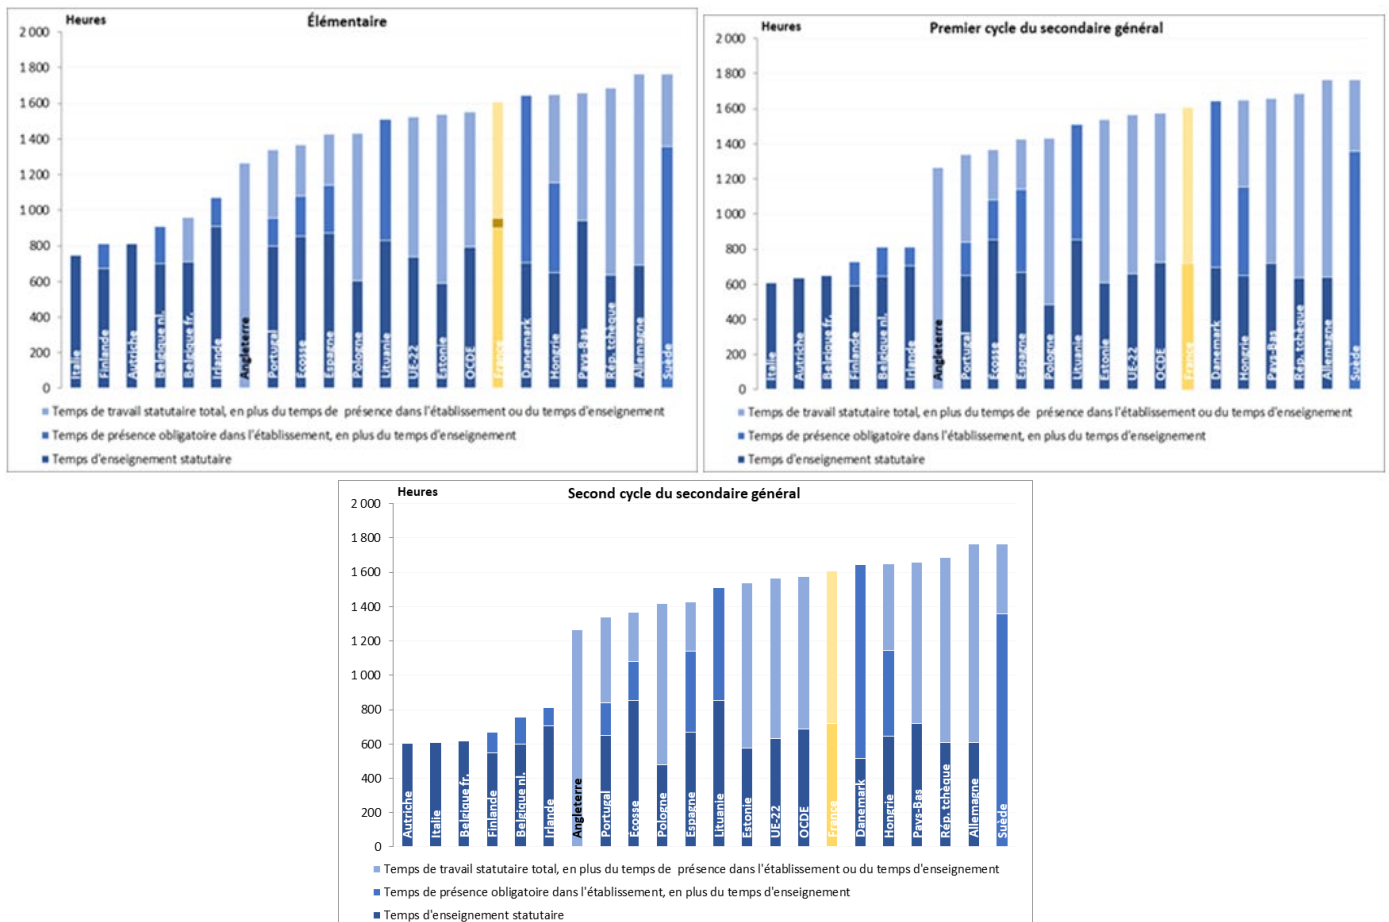 Heures
Élémentaire
2 000
1 800
1 600
1 400
1 200
1 000
800
600
400
200
0
Italie
Finlande
Autriche
Belgique nl.
Belgique fr.
Irlande
Angleterre
Portugal
Écosse
Espagne
Pologne
Lituanie
UE-22
Estonie
OCDE
France
Danemark
Hongrie
Pays-Bas
Rép. tchèque
Allemagne
Suède
Temps de travail statutaire total, en plus du temps de présence dans l'établissement ou du temps d'enseignement
Temps de présence obligatoire dans l'établissement, en plus du temps d'enseignement
Temps d'enseignement statutaire
Heures
Premier cycle du secondaire général
2 000
1 800
1 600
1 400
1 200
1 000
800
600
400
200
0
Italie
Autriche
Belgique fr.
Finlande
Belgique nl.
Irlande
Angleterre
Portugal
Écosse
Espagne
Pologne
Lituanie
Estonie
UE-22
OCDE
France
Danemark
Hongrie
Pays-Bas
Rép. tchèque
Allemagne
Suède
Temps de travail statutaire total, en plus du temps de présence dans l'établissement ou du temps d'enseignement
Temps de présence obligatoire dans l'établissement, en plus du temps d'enseignement
Temps d'enseignement statutaire
Heures
Second cycle du secondaire général
2 000
1 800
1 600
1 400
1 200
1 000
800
600
400
200
0
Autriche
Italie
Belgique fr.
Finlande
Belgique nl.
Irlande
Angleterre
Portugal
Écosse
Pologne
Espagne
Lituanie
Estonie
UE-22
OCDE
France
Danemark
Hongrie
Pays-Bas
Rép. tchèque
Allemagne
Suède
Temps de travail statutaire total, en plus du temps de présence dans l'établissement ou du temps d'enseignement
Temps de présence obligatoire dans l'établissement, en plus du temps d'enseignement
Temps d'enseignement statutaire